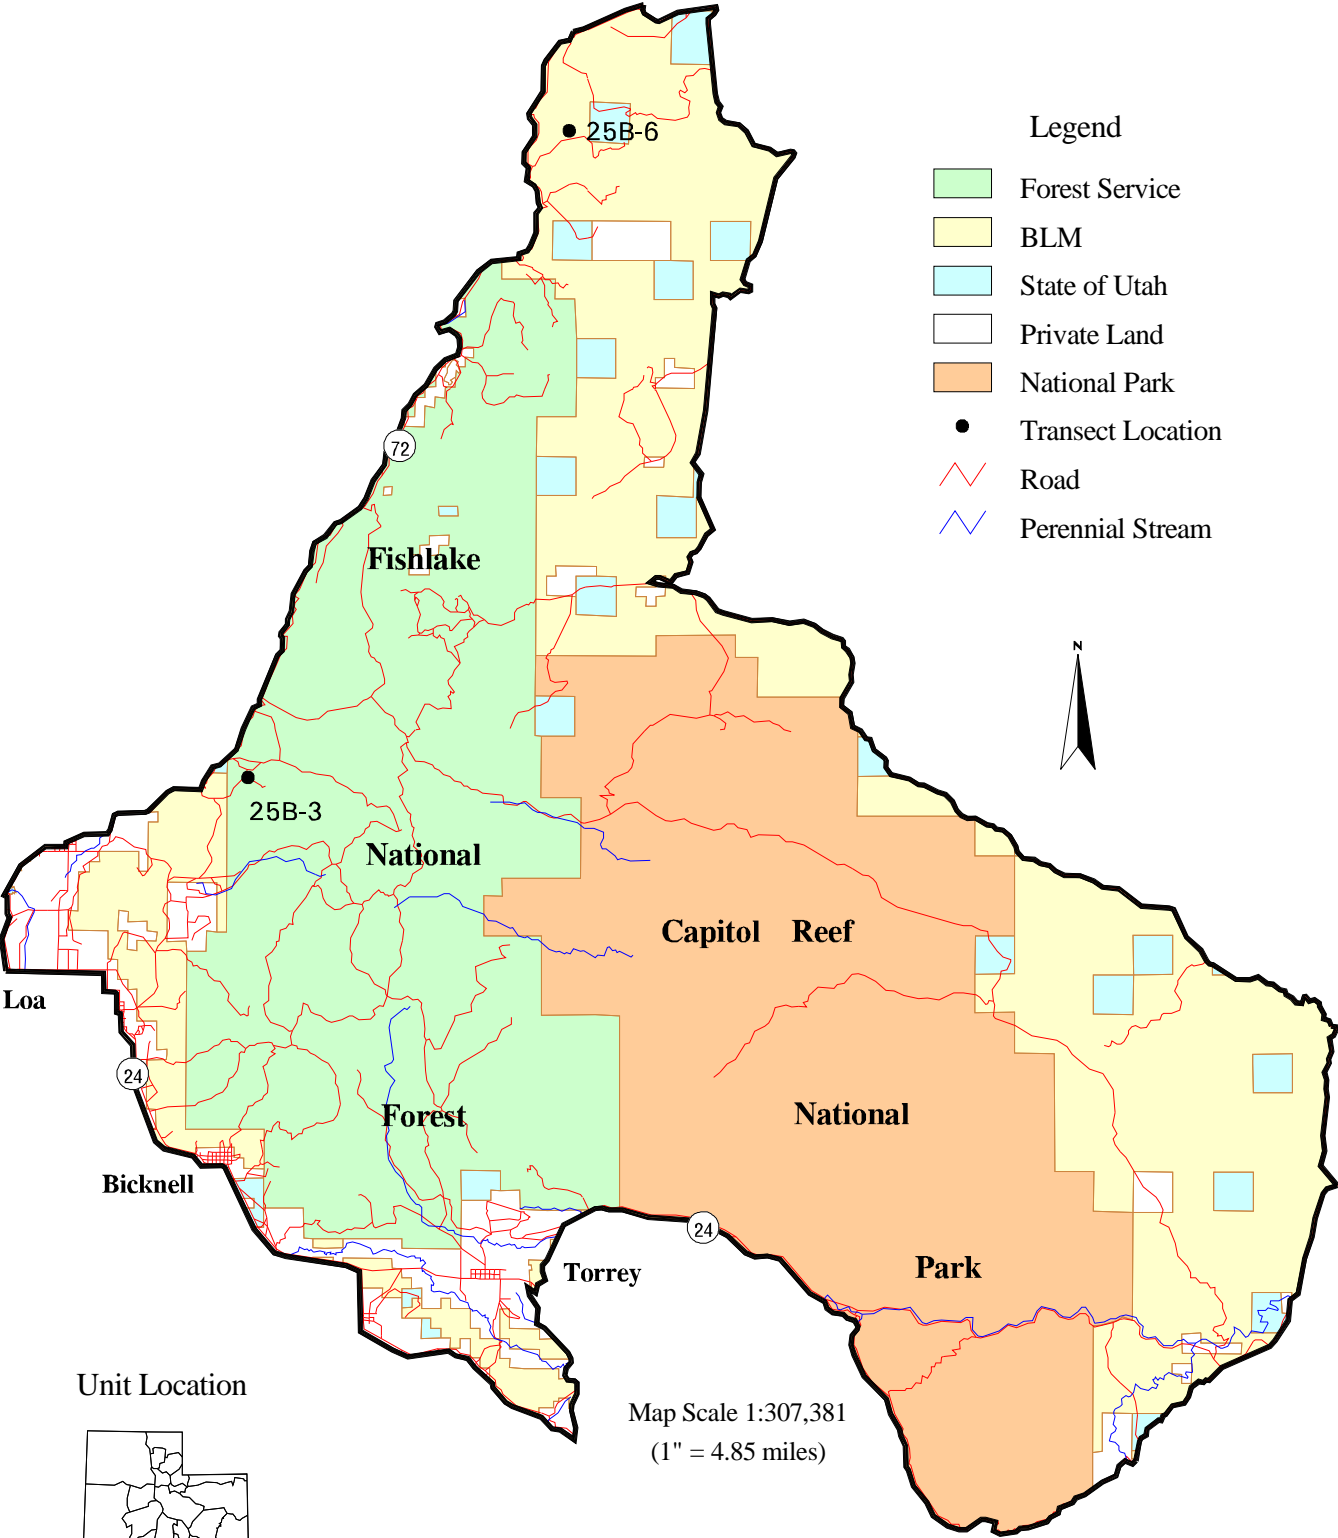 25B-6
Legend
Forest Service
BLM
State of Utah
Private Land
National Park
Transect Location
Road
Perennial Stream
72
Fishlake
N
25B-3
National
Capitol Reef
Loa
24
Forest
National
Bicknell
24
Park
Torrey
Unit Location
Map Scale 1:307,381
(1" = 4.85 miles)